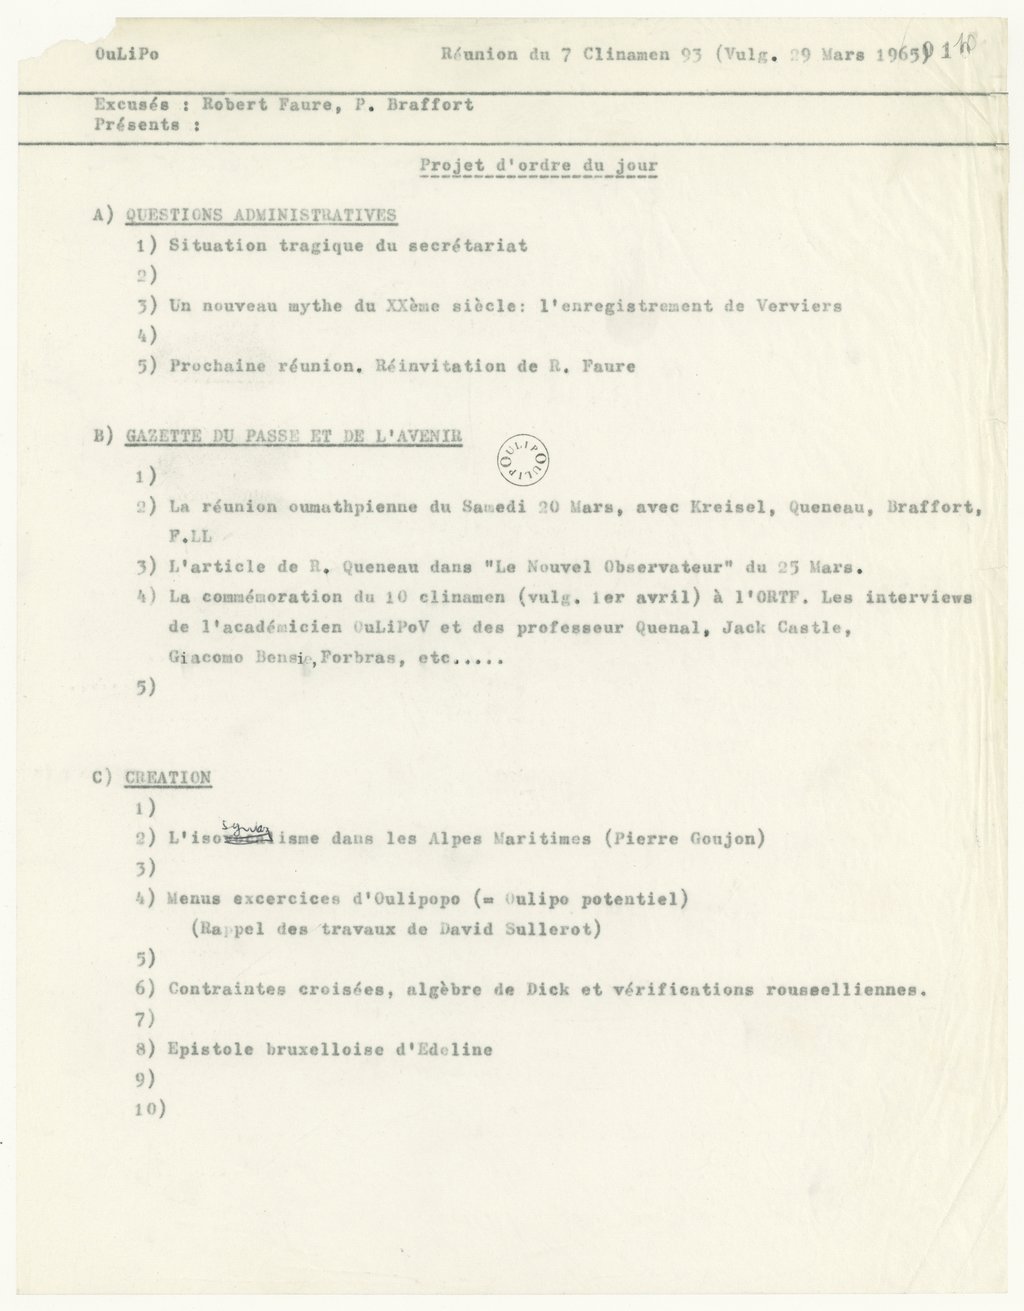 OuLiPo Réunion du 7 Clinamen 93 (Vulg. 29 Mars 1965)
Excusés : Robert Faure, P. Braffort
Présents :
Projet d'ordre du jour
A) QUESTIONS ADMINISTRATIVES
1) Situation tragique du secrétariat
2)
3) Un nouveau mythe du XXème siècle: l'enregistrement de Verviers
4)
5) Prochaine réunion. Réinvitation de R. Faure
B) GAZETTE DU PASSE ET DE L'AVENIR
OULIPO OULIPO
1)
2) La réunion oumathpienne du Samedi 20 Mars, avec Kreisel, Queneau, Braffort,
F.LL
3) L'article de R. Queneau dans "Le Nouvel Observateur" du 25 Mars.
4) La commémoration du 10 clinamen (vulg. 1er avril) à l'ORTF. Les interviews
de l'académicien OuLiPoV et des professeur Quenal, Jack Castle,
Giacomo Bensi, Forbras, etc.....
5)
C) CREATION
1)
2) L'iso isme dans les Alpes Maritimes (Pierre Goujon)
3)
4) Menus excercices d'Oulipopo (= Oulipo potentiel)
(Rappel des travaux de David Sullerot)
5)
6) Contraintes croisées, algèbre de Dick et vérifications rousselliennes.
7)
8) Epistole bruxelloise d'Edeline
9)
10)